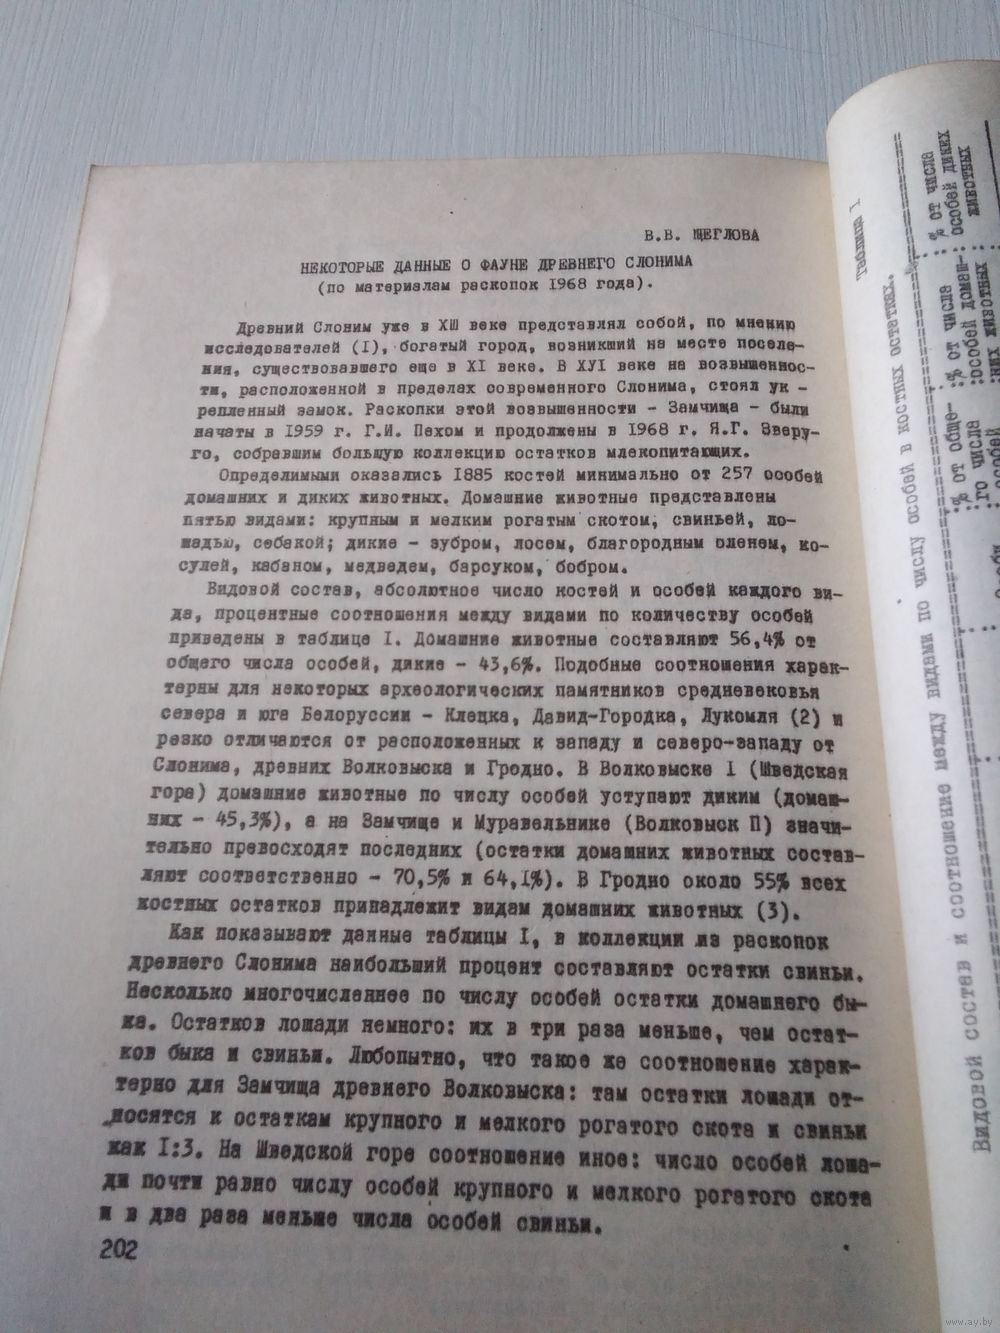 В.В. ЩЕГЛОВА
НЕКОТОРЫЕ ДАННЫЕ О ФАУНЕ ДРЕВНЕГО СЛОНИМА
(по материалам раскопок 1968 года).
Древний Слоним уже в ХШ веке представлял собой, по мнению
исследователей (I), богатый город, возникший на месте поселе-
ния, существовавшего еще в XI веке. В ХУI веке на возвышеннос-
ти, расположенной в пределах современного Слонима, стоял ук -
репленный замок. Раскопки этой возвышенности - Замчища - были
начаты в 1959 г. Г.И. Пехом и продолжены в 1968 г. Я.Г. Зверу-
го, собравшим большую коллекцию остатков млекопитающих.
Определимыми оказались 1885 костей минимально от 257 особей
домашних и диких животных. Домашние животные представлены
пятью видами: крупным и мелким рогатым скотом, свиньей, ло-
шадью, собакой; дикие - зубром, лосем, благородным оленем, ко-
сулей, кабаном, медведем, барсуком, бобром.
Видовой состав, абсолютное число костей и особей каждого ви-
да, процентные соотношения между видами по количеству особей
приведены в таблице I. Домашние животные составляют 56,4% от
общего числа особей, дикие - 43,6%. Подобные соотношения харак-
терны для некоторых археологических памятников средневековья
севера и юга Белоруссии - Клецка, Давид-Городка, Лукомля (2) и
резко отличаются от расположенных к западу и северо-западу от
Слонима, древних Волковыска и Гродно. В Волковыске I (Шведская
гора) домашние животные по числу особей уступают диким (домаш-
них - 45,3%), а на Замчище и Муравельнике (Волковыск П) значи-
тельно превосходят последних (остатки домашних животных состав-
ляют соответственно - 70,5% и 64,1%). В Гродно около 55% всех
костных остатков принадлежит видам домашних животных (3).
Как показывают данные таблицы I, в коллекции из раскопок
древнего Слонима наибольший процент составляют остатки свиньи.
Несколько многочисленнее по числу особей остатки домашнего бы-
ка. Остатков лошади немного: их в три раза меньше, чем остат-
ков быка и свиньи. Любопытно, что такое же соотношение харак-
терно для Замчища древнего Волковыска: там остатки лошади от-
носятся к остаткам крупного и мелкого рогатого скота и свиньи
как I:3. На Шведской горе соотношение иное: число особей лоша-
ди почти равно числу особей крупного и мелкого рогатого скота
и в два раза меньше числа особей свиньи.
202
Таблица I.
Видовой состав и соотношение между видами по числу особей в костных остатках.
:% от обще- :% от числа : % от числа
:го числа :особей домаш-: особей диких
особей :них животных : животных
www.ay.by